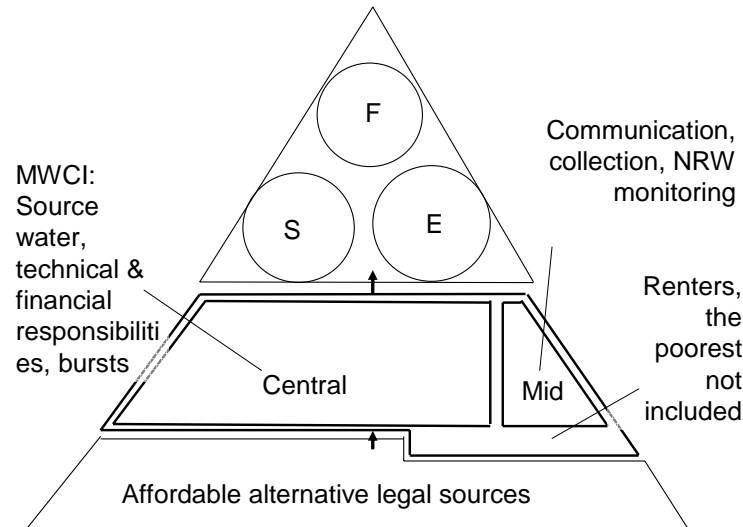 F
S
E
Communication,
collection, NRW
monitoring
MWCI:
Source
water,
technical &
financial
responsibiliti
es, bursts
Renters,
the
poorest
not
included
Central
Mid
Affordable alternative legal sources